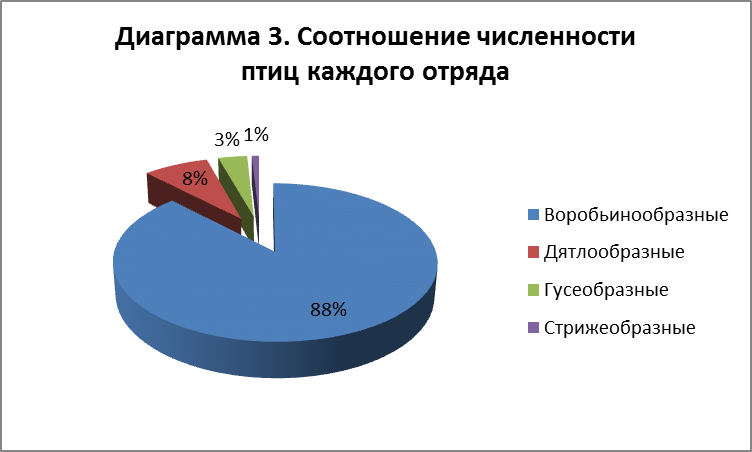 Диаграмма 3. Соотношение численности
птиц каждого отряда
3%
1%
8%
88%
Воробьинообразные
Дятлообразные
Гусеобразные
Стрижеобразные